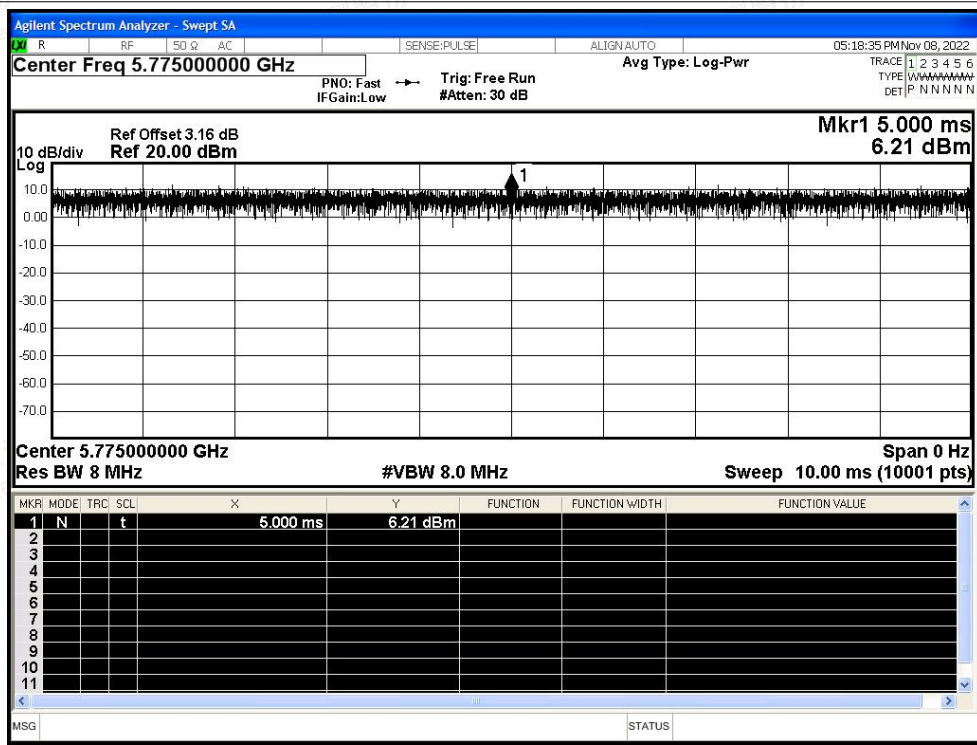 Agilent Spectrum Analyzer - Swept SA
LXI R RF 50 Ω AC SENSE:PULSE ALIGN AUTO 05:18:35 PM Nov 08, 2022
Center Freq 5.775000000 GHz
PNO: Fast
IFGain:Low
Trig: Free Run
#Atten: 30 dB
Avg Type: Log-Pwr
TRACE 1 2 3 4 5 6
TYPE WWWWWW
DET P N N N N N
Ref Offset 3.16 dB
10 dB/div Ref 20.00 dBm
Log
Mkr1 5.000 ms
6.21 dBm
1
10.0
0.00
-10.0
-20.0
-30.0
-40.0
-50.0
-60.0
-70.0
Center 5.775000000 GHz Span 0 Hz
Res BW 8 MHz #VBW 8.0 MHz Sweep 10.00 ms (10001 pts)
MKR MODE TRC SCL X Y FUNCTION FUNCTION WIDTH FUNCTION VALUE
1 N t 5.000 ms 6.21 dBm
2
3
4
5
6
7
8
9
10
11
MSG STATUS